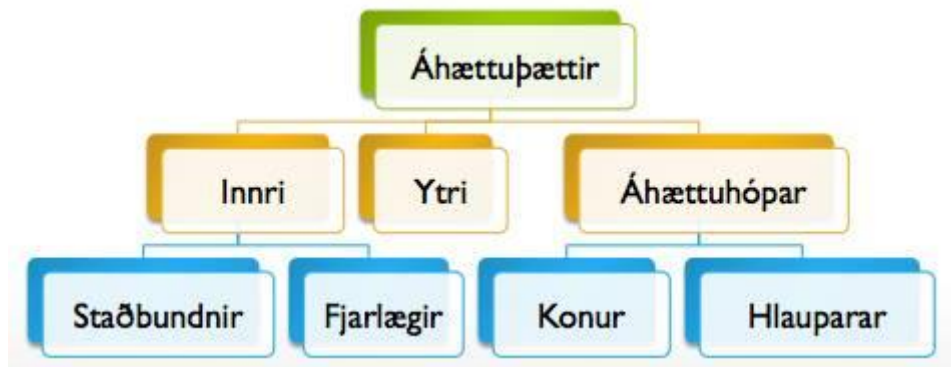 Áhættuþættir
Innri
Ytri
Áhættuhópar
Staðbundnir
Fjarlægir
Konur
Hlauparar